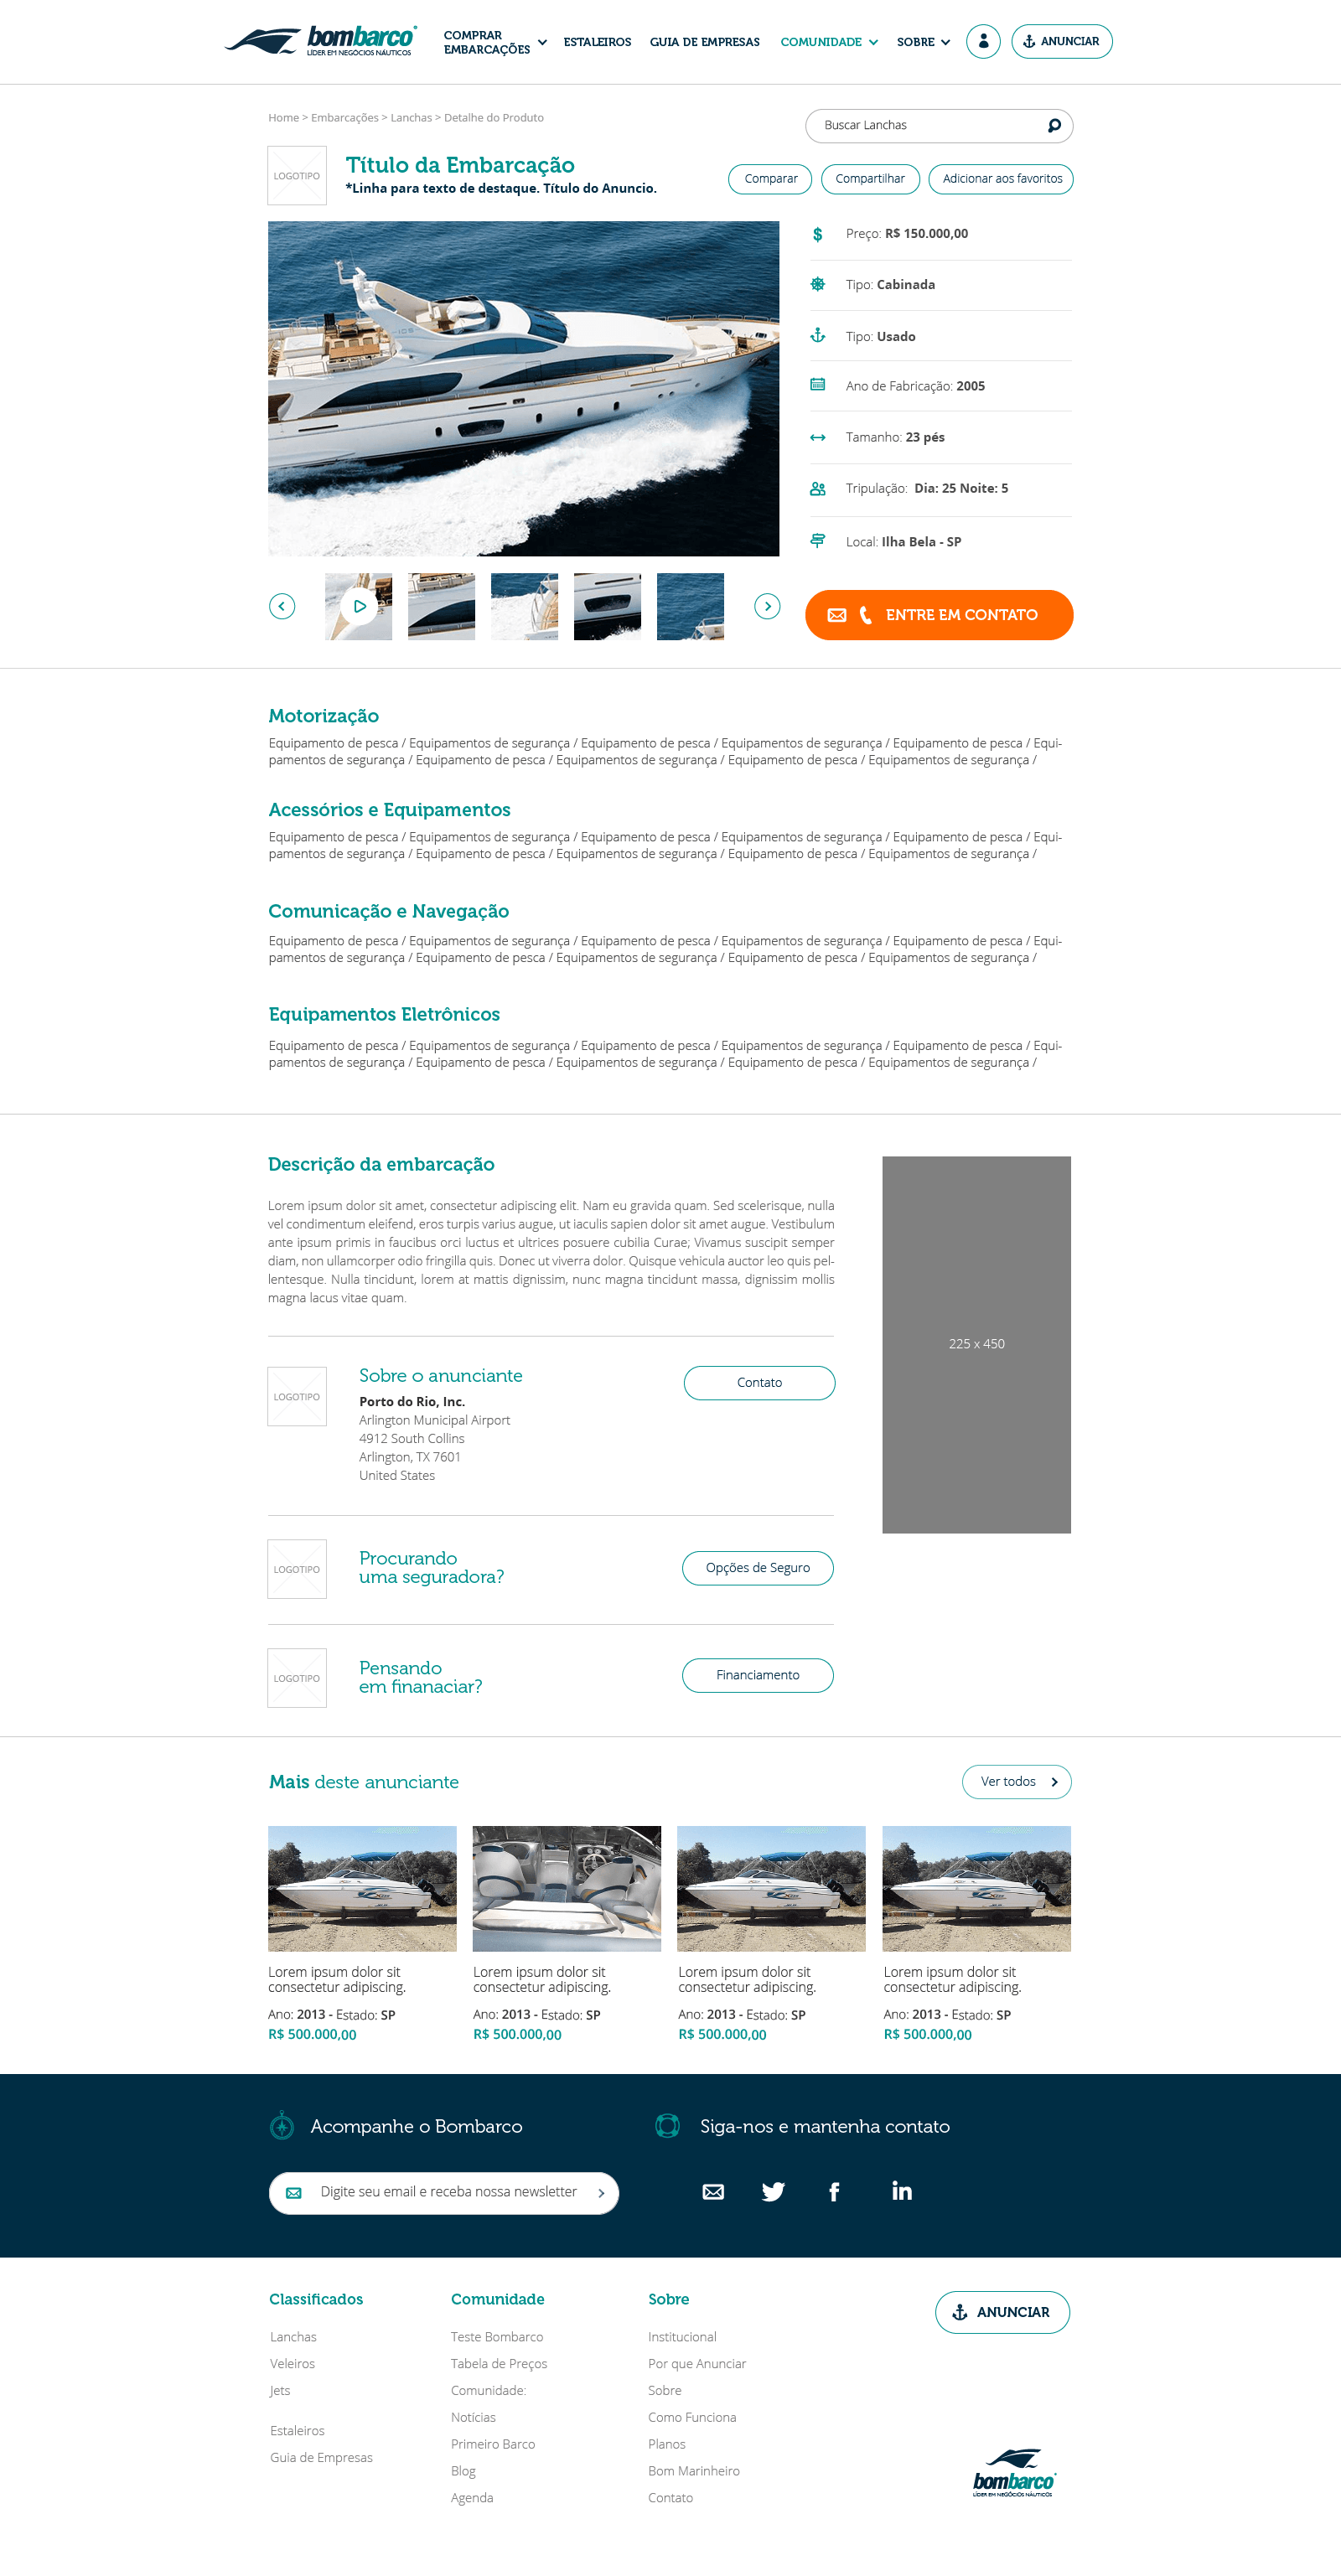 bombarco
LÍDER EM NEGÓCIOS NÁUTICOS
COMPRAR
EMBARCAÇÕES
ESTALEIROS
GUIA DE EMPRESAS
COMUNIDADE
SOBRE
ANUNCIAR
Home > Embarcações > Lanchas > Detalhe do Produto
Buscar Lanchas
LOGOTIPO
Título da Embarcação
*Linha para texto de destaque. Título do Anuncio.
Comparar
Compartilhar
Adicionar aos favoritos
Preço: R$ 150.000,00
Tipo: Cabinada
Tipo: Usado
Ano de Fabricação: 2005
Tamanho: 23 pés
Tripulação: Dia: 25 Noite: 5
Local: Ilha Bela - SP
ENTRE EM CONTATO
Motorização
Equipamento de pesca / Equipamentos de segurança / Equipamento de pesca / Equipamentos de segurança / Equipamento de pesca / Equi-
pamentos de segurança / Equipamento de pesca / Equipamentos de segurança / Equipamento de pesca / Equipamentos de segurança /
Acessórios e Equipamentos
Equipamento de pesca / Equipamentos de segurança / Equipamento de pesca / Equipamentos de segurança / Equipamento de pesca / Equi-
pamentos de segurança / Equipamento de pesca / Equipamentos de segurança / Equipamento de pesca / Equipamentos de segurança /
Comunicação e Navegação
Equipamento de pesca / Equipamentos de segurança / Equipamento de pesca / Equipamentos de segurança / Equipamento de pesca / Equi-
pamentos de segurança / Equipamento de pesca / Equipamentos de segurança / Equipamento de pesca / Equipamentos de segurança /
Equipamentos Eletrônicos
Equipamento de pesca / Equipamentos de segurança / Equipamento de pesca / Equipamentos de segurança / Equipamento de pesca / Equi-
pamentos de segurança / Equipamento de pesca / Equipamentos de segurança / Equipamento de pesca / Equipamentos de segurança /
Descrição da embarcação
Lorem ipsum dolor sit amet, consectetur adipiscing elit. Nam eu gravida quam. Sed scelerisque, nulla
vel condimentum eleifend, eros turpis varius augue, ut iaculis sapien dolor sit amet augue. Vestibulum
ante ipsum primis in faucibus orci luctus et ultrices posuere cubilia Curae; Vivamus suscipit semper
diam, non ullamcorper odio fringilla quis. Donec ut viverra dolor. Quisque vehicula auctor leo quis pel-
lentesque. Nulla tincidunt, lorem at mattis dignissim, nunc magna tincidunt massa, dignissim mollis
magna lacus vitae quam.
225 x 450
LOGOTIPO
Sobre o anunciante
Porto do Rio, Inc.
Arlington Municipal Airport
4912 South Collins
Arlington, TX 7601
United States
Contato
LOGOTIPO
Procurando
uma seguradora?
Opções de Seguro
LOGOTIPO
Pensando
em finanaciar?
Financiamento
Mais deste anunciante
Ver todos
Lorem ipsum dolor sit
consectetur adipiscing.
Ano: 2013 - Estado: SP
R$ 500.000,00
Lorem ipsum dolor sit
consectetur adipiscing.
Ano: 2013 - Estado: SP
R$ 500.000,00
Lorem ipsum dolor sit
consectetur adipiscing.
Ano: 2013 - Estado: SP
R$ 500.000,00
Lorem ipsum dolor sit
consectetur adipiscing.
Ano: 2013 - Estado: SP
R$ 500.000,00
Acompanhe o Bombarco
Digite seu email e receba nossa newsletter
Siga-nos e mantenha contato
Classificados
Lanchas
Veleiros
Jets
Estaleiros
Guia de Empresas
Comunidade
Teste Bombarco
Tabela de Preços
Comunidade:
Notícias
Primeiro Barco
Blog
Agenda
Sobre
Institucional
Por que Anunciar
Sobre
Como Funciona
Planos
Bom Marinheiro
Contato
ANUNCIAR
bombarco
LÍDER EM NEGÓCIOS NÁUTICOS